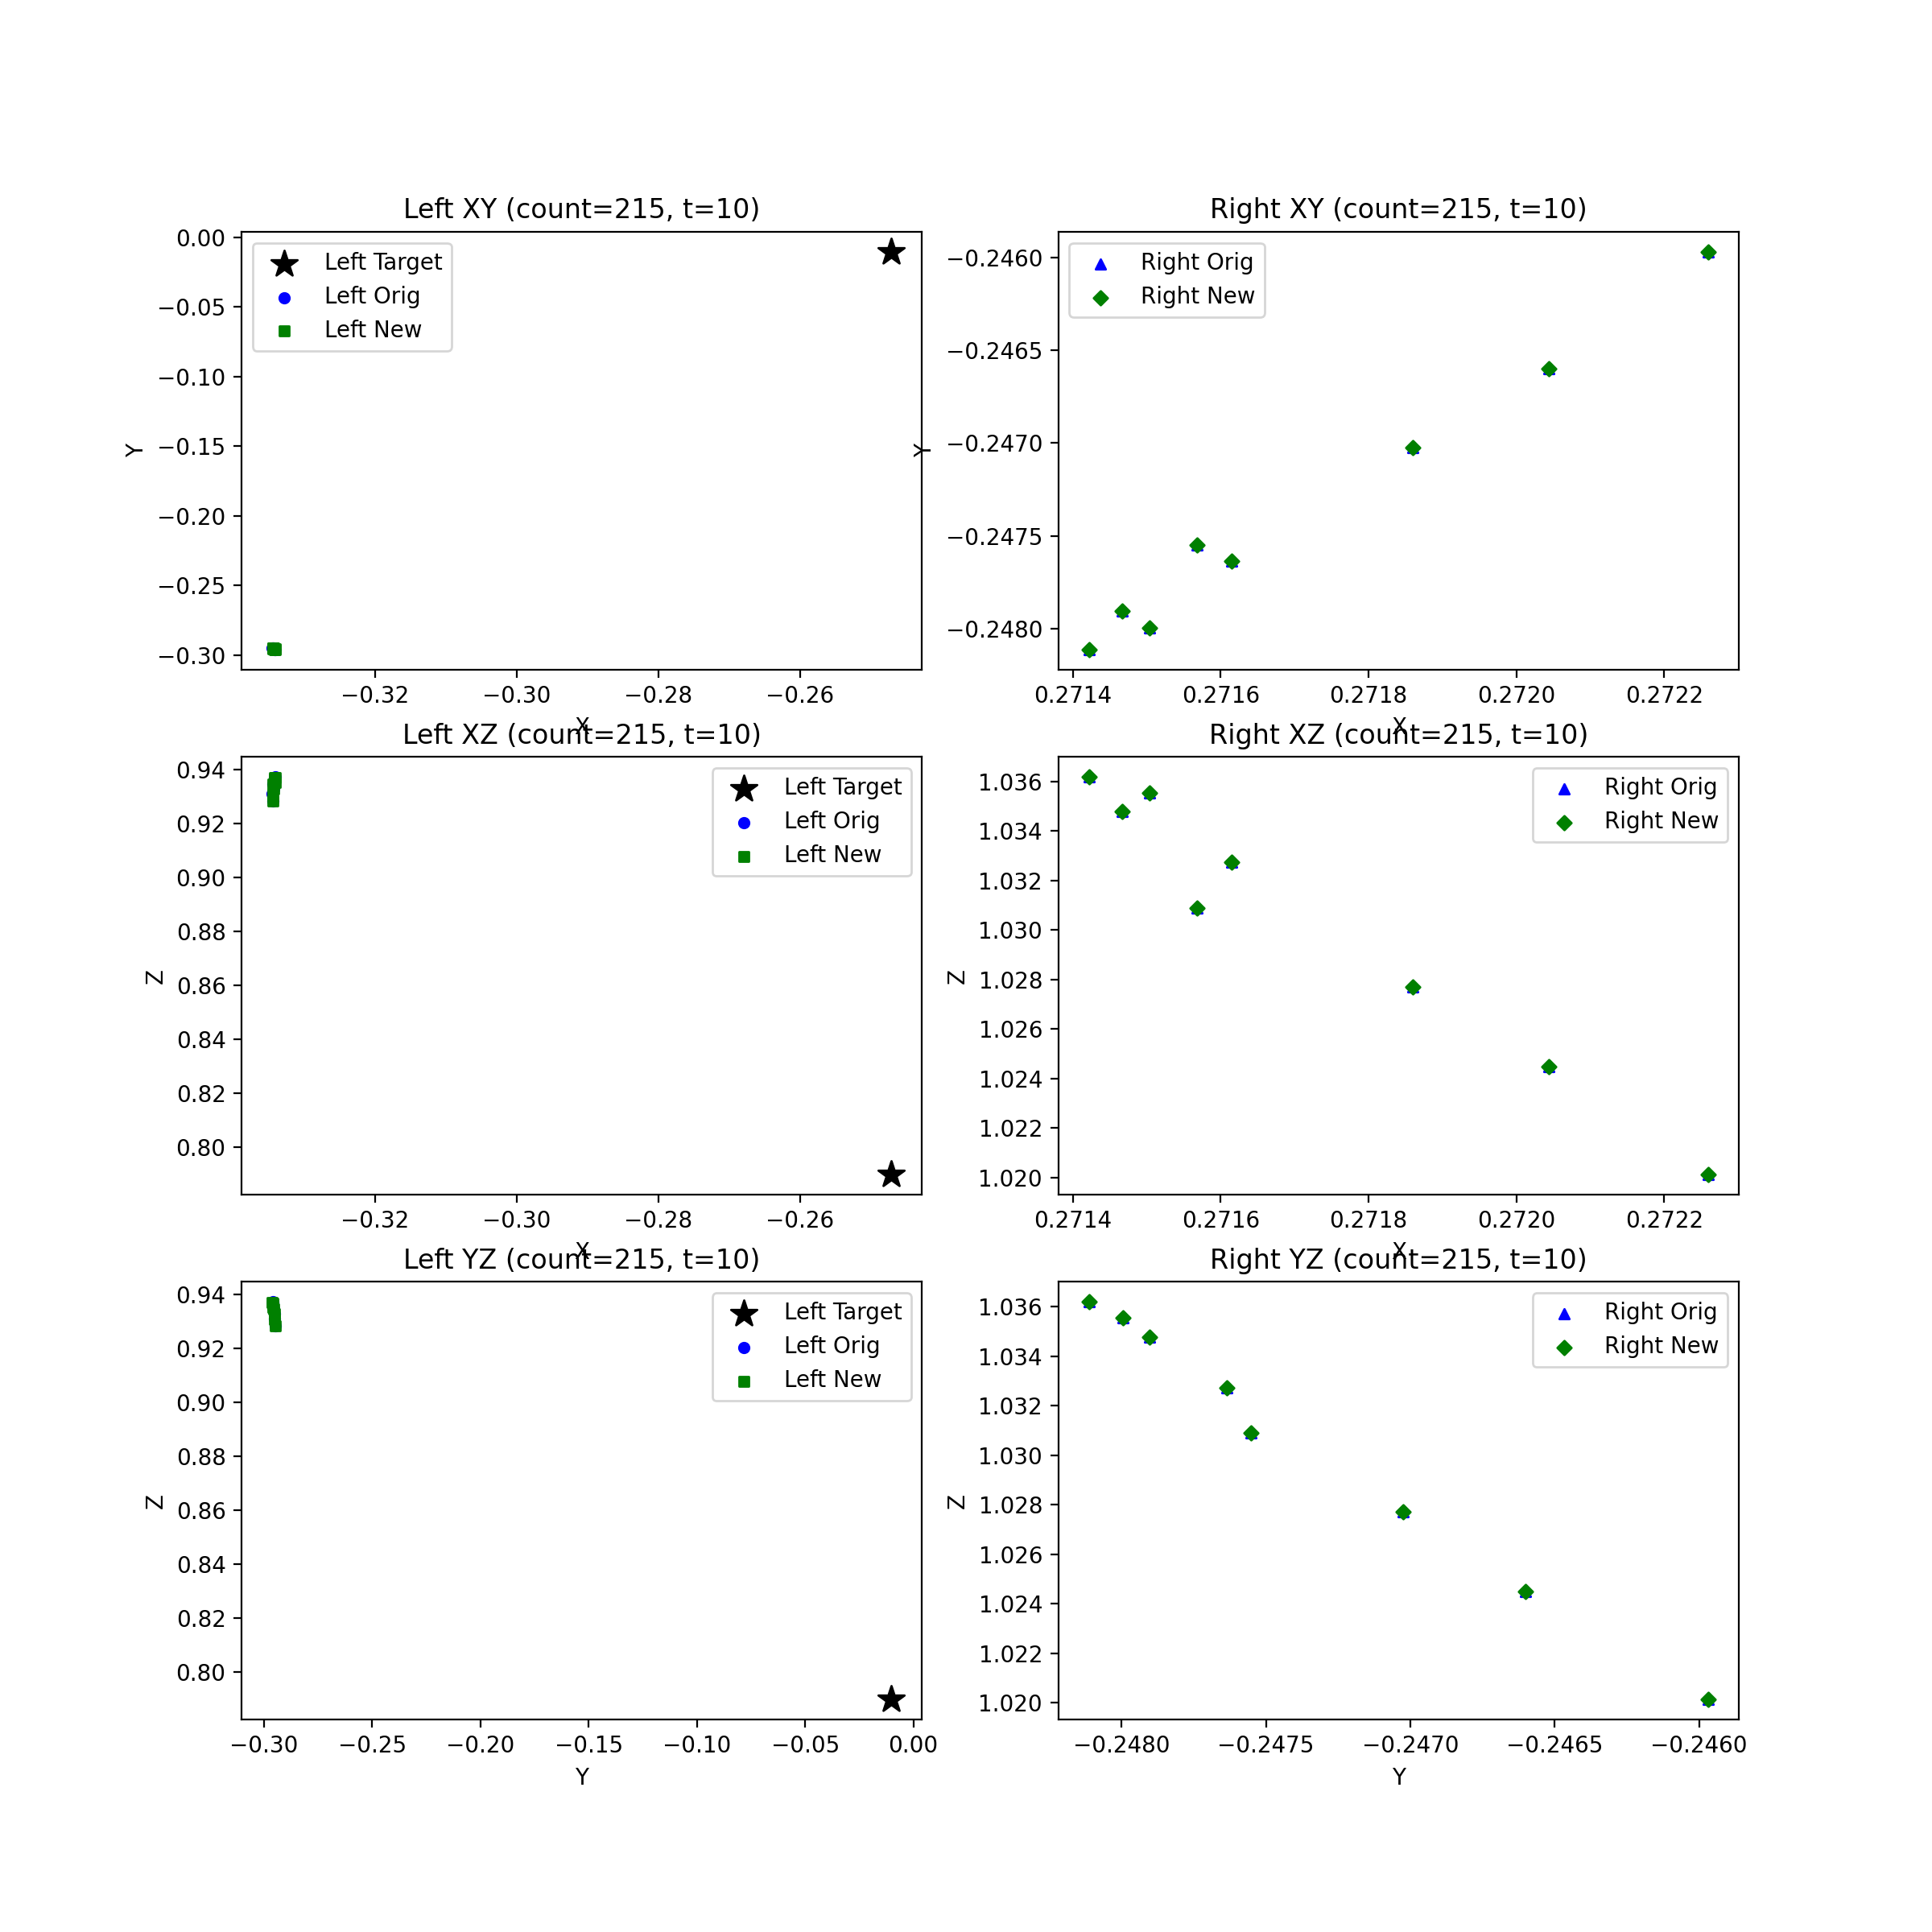 Left XY (count=215, t=10)
0.00
−0.05
−0.10
−0.15
−0.20
−0.25
−0.30
Y
Left Target
Left Orig
Left New
−0.32
−0.30
−0.28
−0.26
X
Right XY (count=215, t=10)
−0.2460
−0.2465
−0.2470
−0.2475
−0.2480
Y
Right Orig
Right New
0.2714
0.2716
0.2718
0.2720
0.2722
X
Left XZ (count=215, t=10)
0.94
0.92
0.90
0.88
0.86
0.84
0.82
0.80
Z
Left Target
Left Orig
Left New
−0.32
−0.30
−0.28
−0.26
X
Right XZ (count=215, t=10)
1.036
1.034
1.032
1.030
1.028
1.026
1.024
1.022
1.020
Z
Right Orig
Right New
0.2714
0.2716
0.2718
0.2720
0.2722
X
Left YZ (count=215, t=10)
0.94
0.92
0.90
0.88
0.86
0.84
0.82
0.80
Z
Left Target
Left Orig
Left New
−0.30
−0.25
−0.20
−0.15
−0.10
−0.05
0.00
Y
Right YZ (count=215, t=10)
1.036
1.034
1.032
1.030
1.028
1.026
1.024
1.022
1.020
Z
Right Orig
Right New
−0.2480
−0.2475
−0.2470
−0.2465
−0.2460
Y